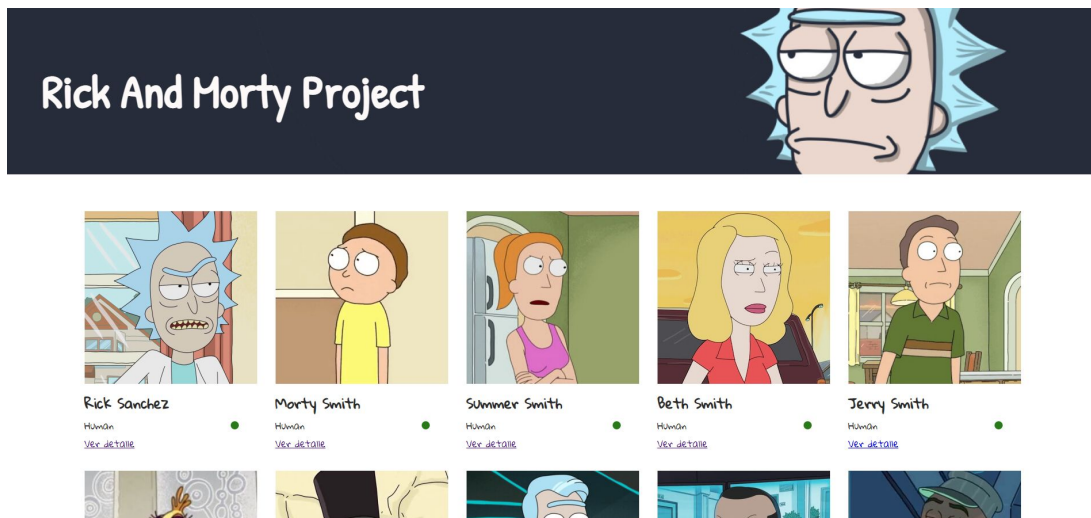 Rick And Morty Project
Rick Sanchez
Human
Ver detalle
Morty Smith
Human
Ver detalle
Summer Smith
Human
Ver detalle
Beth Smith
Human
Ver detalle
Jerry Smith
Human
Ver detalle